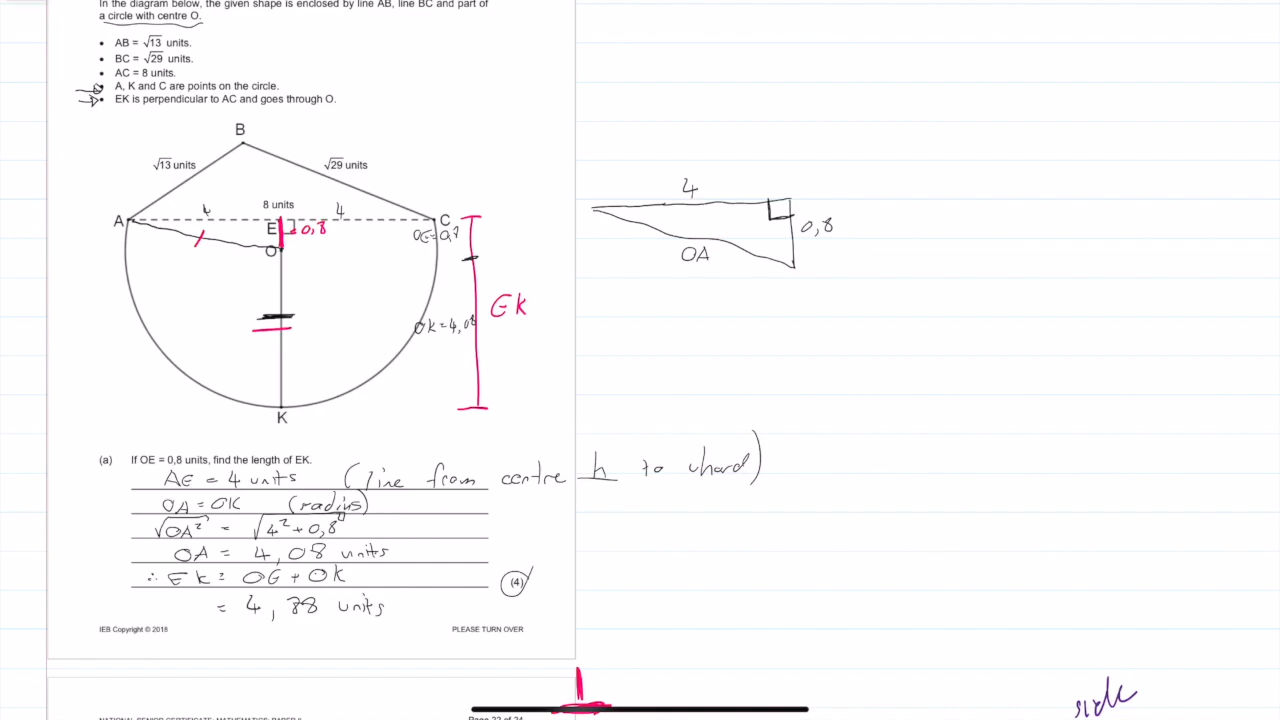 In the diagram below, the given shape is enclosed by line AB, line BC and part of
a circle with centre O.
• AB = √13 units.
• BC = √29 units.
• AC = 8 units.
• A, K and C are points on the circle.
• EK is perpendicular to AC and goes through O.
B
√13 units
√29 units
8 units
4
A
E
C
0,8
O
OK = 4,08
EK
K
4
0,8
OA
(a) If OE = 0,8 units, find the length of EK.
AE = 4 units (line from centre ⊥ to chord)
OA = OK (radius)
√OA² = √4² + 0,8²
OA = 4,08 units
∴ EK = OE + OK
= 4,88 units
(4)
IEB Copyright © 2018
PLEASE TURN OVER
NATIONAL SENIOR CERTIFICATE: MATHEMATICS: PAPER II
Page 22 of 24
side